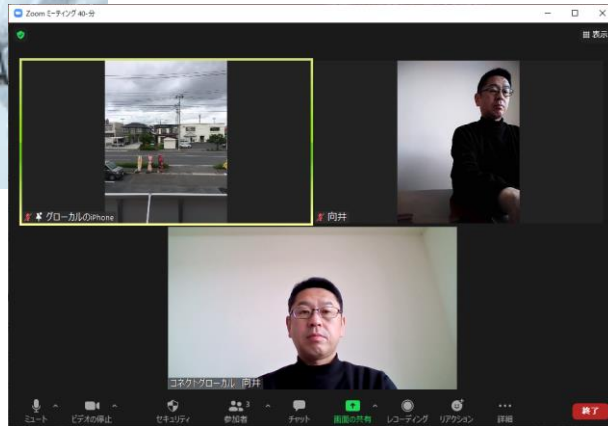 Zoom ミーティング 40-分
表示
グローカルのiPhone
向井
コネクトグローカル 向井
ミュート
ビデオの停止
セキュリティ
参加者
3
チャット
画面の共有
レコーディング
リアクション
詳細
終了